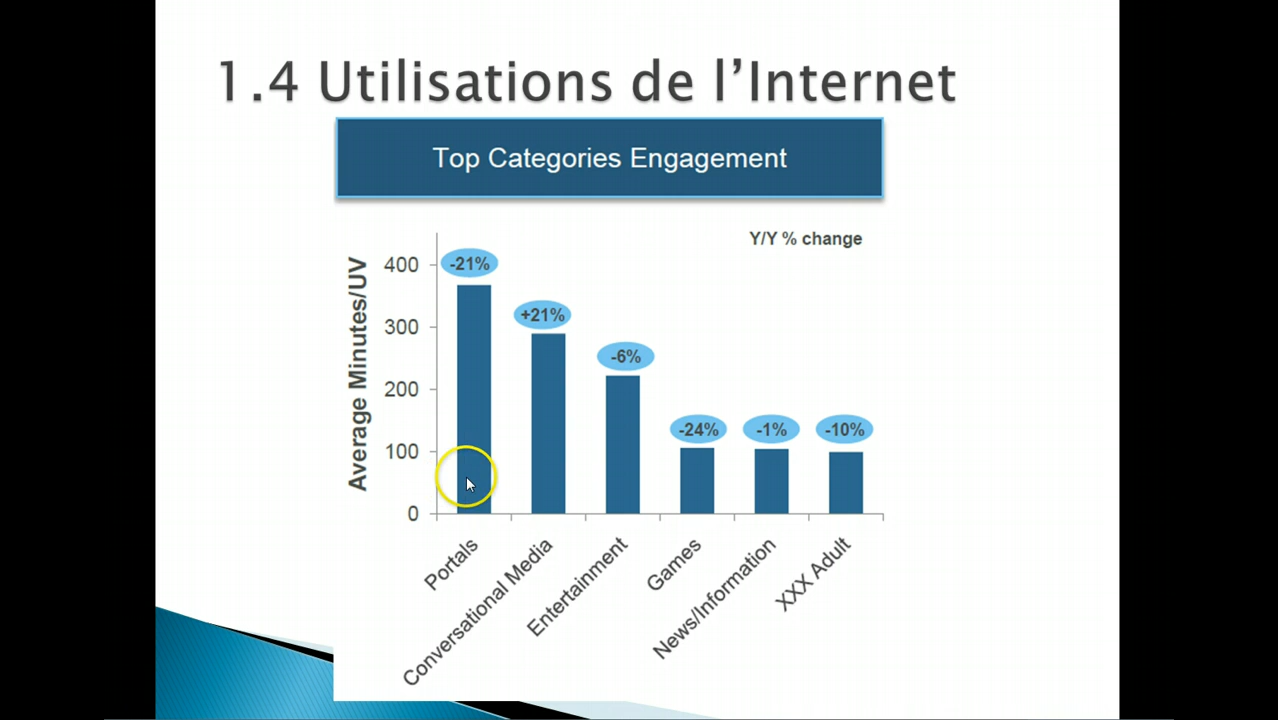 1.4 Utilisations de l’Internet
Top Categories Engagement
Y/Y % change
Average Minutes/UV
400
300
200
100
0
-21%
+21%
-6%
-24%
-1%
-10%
Portals
Conversational Media
Entertainment
Games
News/Information
XXX Adult